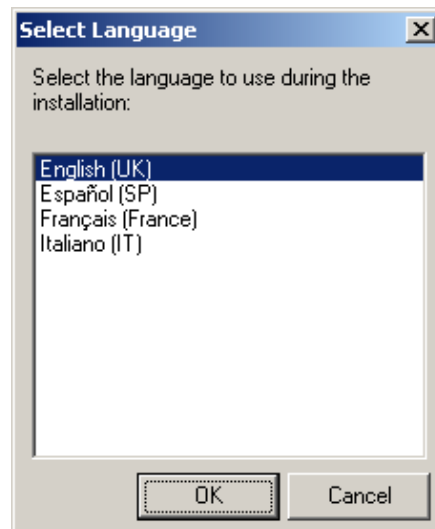 Select Language
Select the language to use during the
installation:
English (UK)
Español (SP)
Français (France)
Italiano (IT)
OK
Cancel